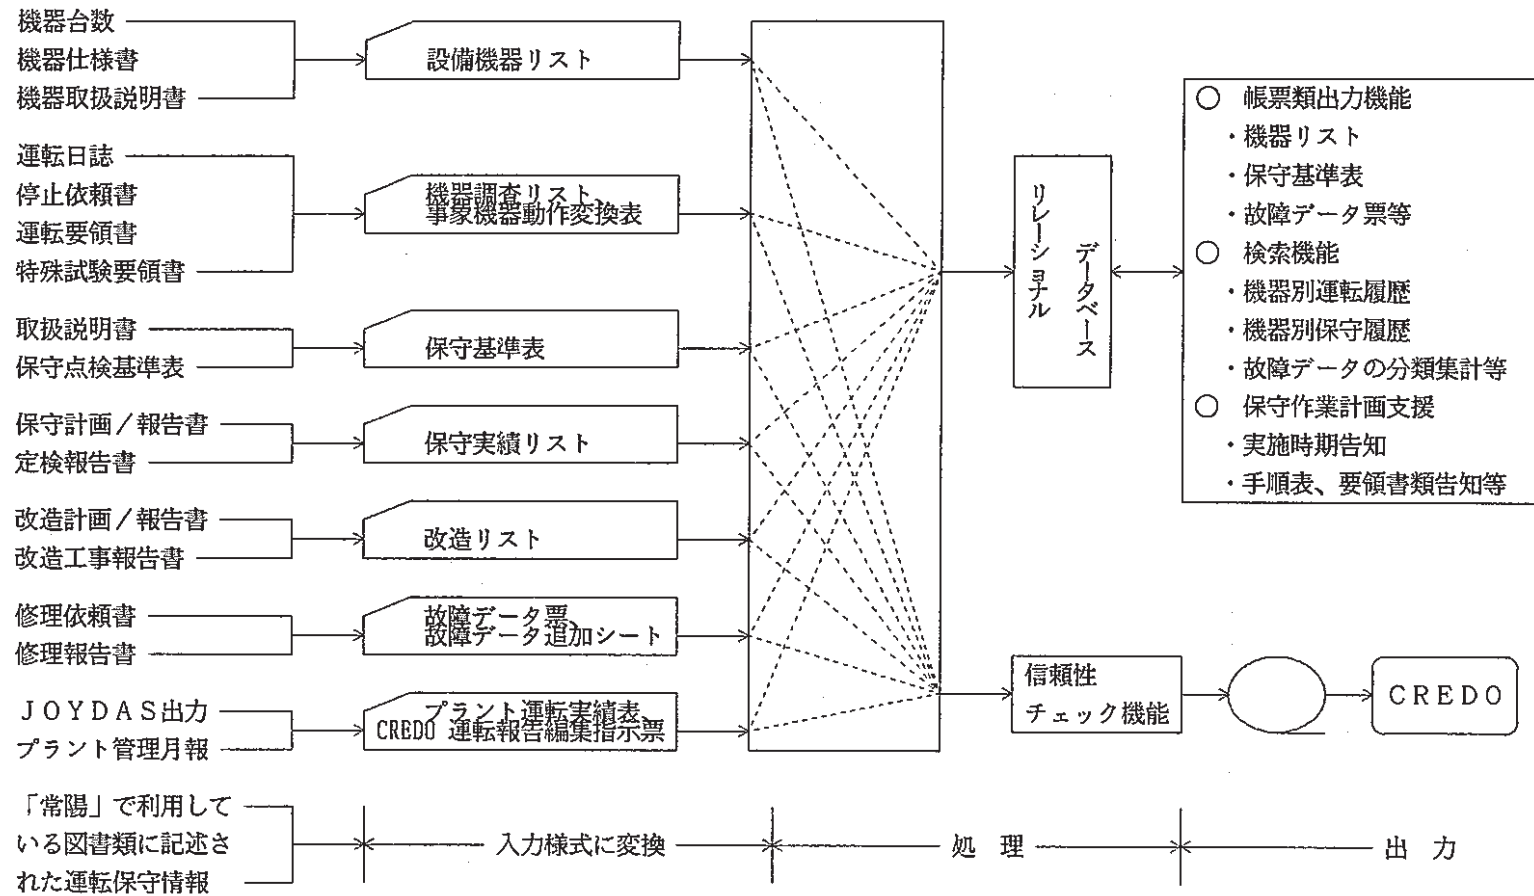 機器台数
機器仕様書
機器取扱説明書
設備機器リスト
運転日誌
停止依頼書
運転要領書
特殊試験要領書
機器調査リスト、
事家機器動作変換表
取扱説明書
保守点検基準表
保守基準表
保守計画/報告書
定検報告書
保守実績リスト
改造計画/報告書
改造工事報告書
改造リスト
修理依頼書
修理報告書
故障データ票、
故障データ追加シート
JOYDAS出力
プラント管理月報
プラント運転実績表、
CREDO 運転報告編集指示票
リレーショナル
データベース
○ 帳票類出力機能
・機器リスト
・保守基準表
・故障データ票等
○ 検索機能
・機器別運転履歴
・機器別保守履歴
・故障データの分類集計等
○ 保守作業計画支援
・実施時期告知
・手順表、要領書類告知等
信頼性
チェック機能
CREDO
「常陽」で利用して
いる図書類に記述さ
れた運転保守情報
入力様式に変換
処 理
出 力